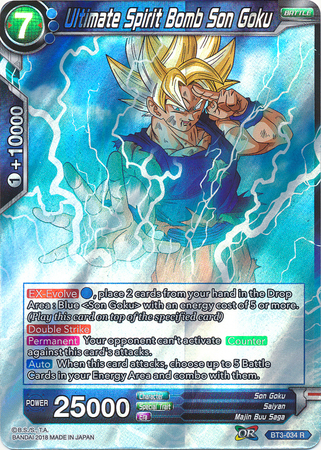 7
Ultimate Spirit Bomb Son Goku
BATTLE
1 +10000
EX-Evolve , place 2 cards from your hand in the Drop
Area : Blue <Son Goku> with an energy cost of 5 or more.
(Play this card on top of the specified card)
Double Strike
Permanent Your opponent can't activate Counter
against this card's attacks.
Auto When this card attacks, choose up to 5 Battle
Cards in your Energy Area and combo with them.
POWER 25000
Character Son Goku
Special Trait Saiyan
Era Majin Buu Saga
©B.S./S., T.A.
BANDAI 2018 MADE IN JAPAN
BT3-034 R